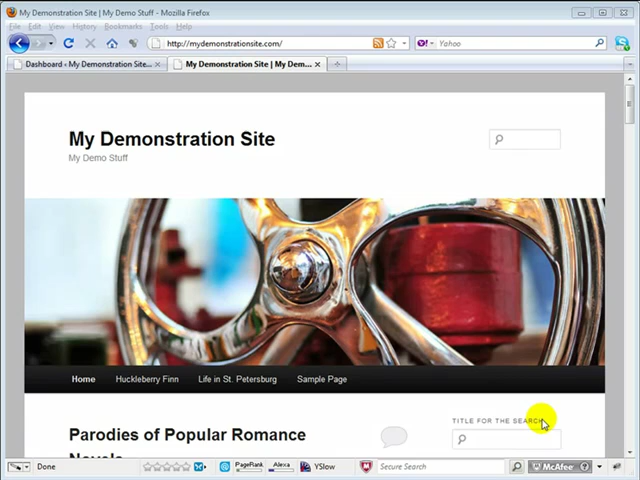 My Demonstration Site | My Demo Stuff - Mozilla Firefox
File Edit View History Bookmarks Tools Help
http://mydemonstrationsite.com/
Yahoo
Dashboard ‹ My Demonstration Site...
My Demonstration Site | My Dem...
My Demonstration Site
My Demo Stuff
Home Huckleberry Finn Life in St. Petersburg Sample Page
TITLE FOR THE SEARCH
Parodies of Popular Romance
Novels
Done
PageRank
Alexa
YSlow
Secure Search
McAfee